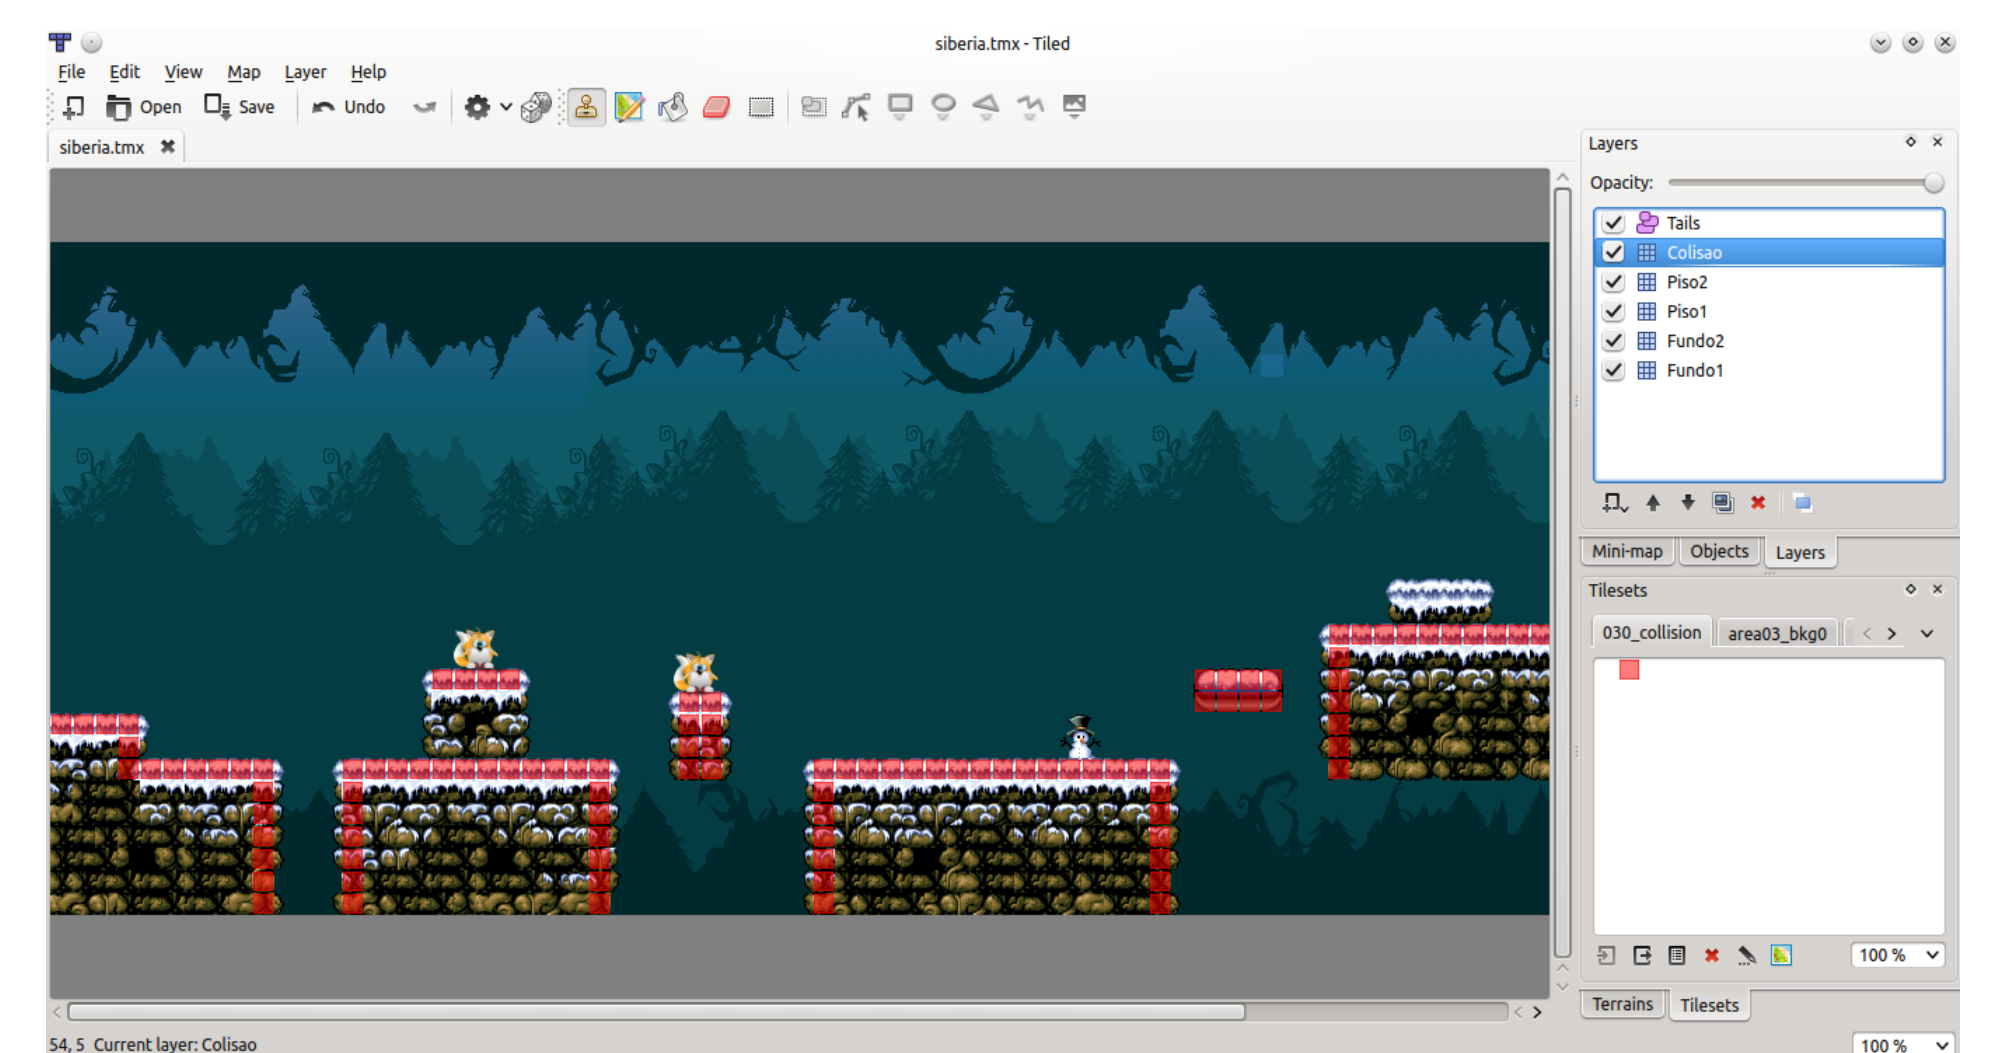 siberia.tmx - Tiled
File Edit View Map Layer Help
Open Save Undo
siberia.tmx
Layers
Opacity:
Tails
Colisao
Piso2
Piso1
Fundo2
Fundo1
Mini-map Objects Layers
Tilesets
030_collision area03_bkg0
100 %
Terrains Tilesets
54, 5 Current layer: Colisao
100 %